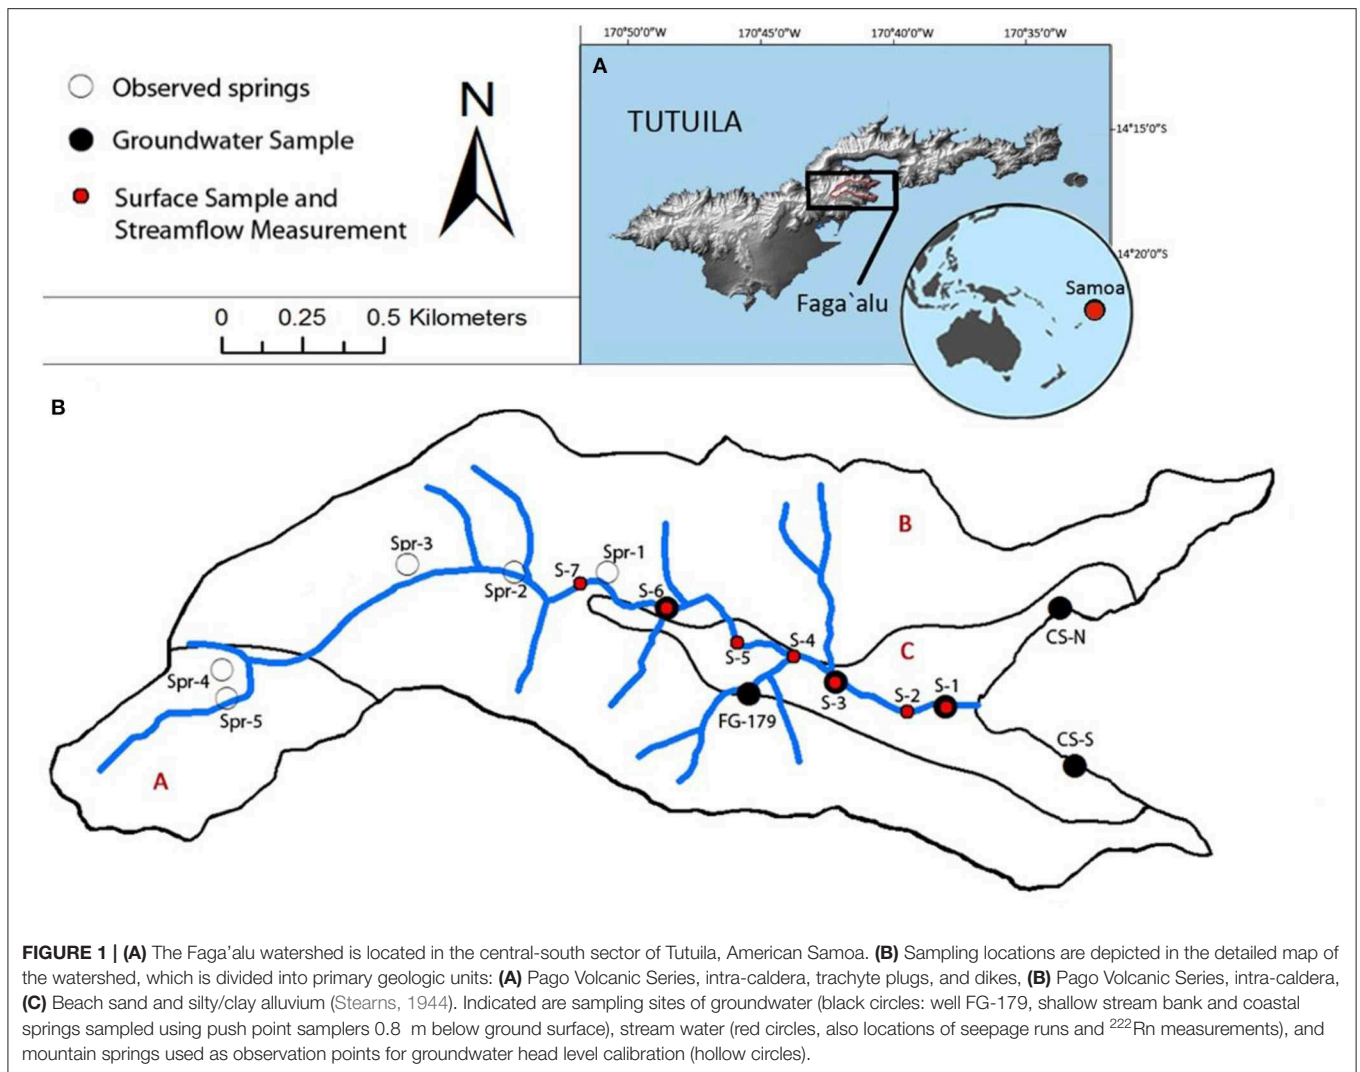 170°50'0"W 170°45'0"W 170°40'0"W 170°35'0"W
A
Observed springs
N
Groundwater Sample
TUTUILA
14°15'0"S
Surface Sample and
Streamflow Measurement
14°20'0"S
Samoa
Faga`alu
0 0.25 0.5 Kilometers
B
B
Spr-3
Spr-1
S-7
Spr-2
S-6
CS-N
S-4
C
S-5
Spr-4
S-3
S-2
S-1
Spr-5
FG-179
CS-S
A
FIGURE 1 | (A) The Faga'alu watershed is located in the central-south sector of Tutuila, American Samoa. (B) Sampling locations are depicted in the detailed map of
the watershed, which is divided into primary geologic units: (A) Pago Volcanic Series, intra-caldera, trachyte plugs, and dikes, (B) Pago Volcanic Series, intra-caldera,
(C) Beach sand and silty/clay alluvium (Stearns, 1944). Indicated are sampling sites of groundwater (black circles: well FG-179, shallow stream bank and coastal
springs sampled using push point samplers 0.8 m below ground surface), stream water (red circles, also locations of seepage runs and ²²²Rn measurements), and
mountain springs used as observation points for groundwater head level calibration (hollow circles).